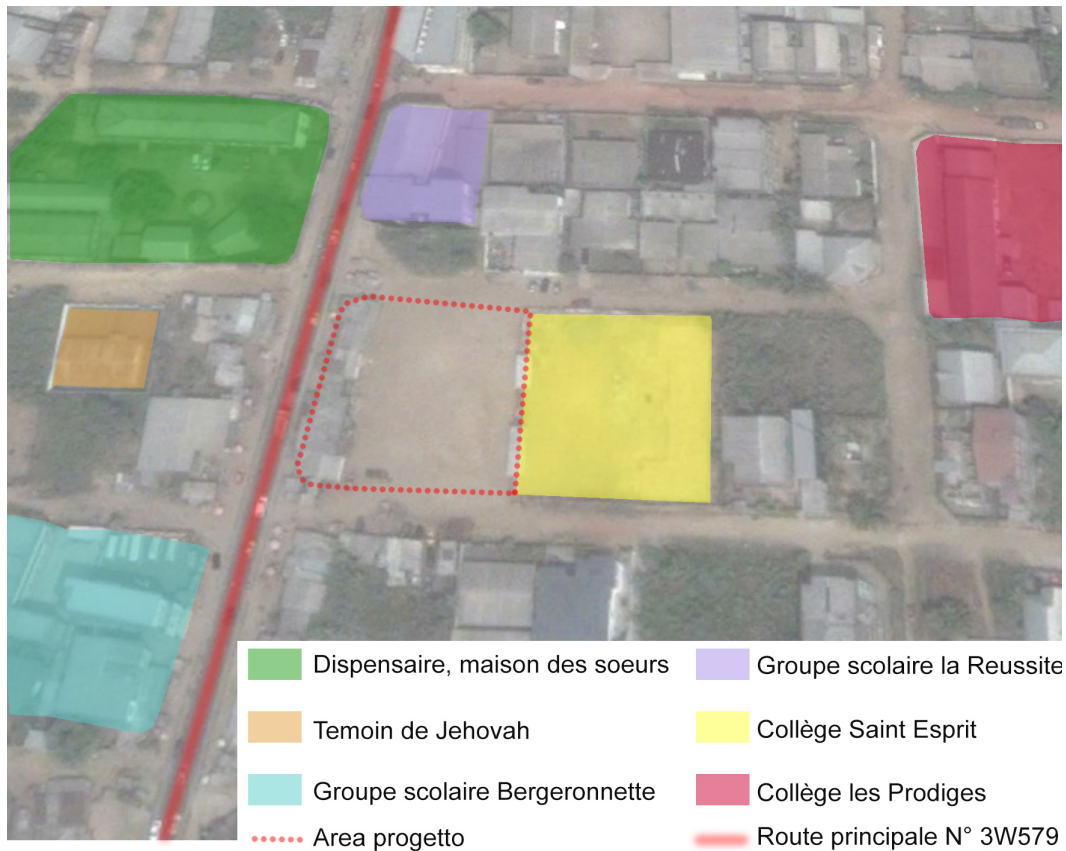 Dispensaire, maison des soeurs
Temoin de Jehovah
Groupe scolaire Bergeronnette
Area progetto
Groupe scolaire la Reussite
Collège Saint Esprit
Collège les Prodiges
Route principale N° 3W579